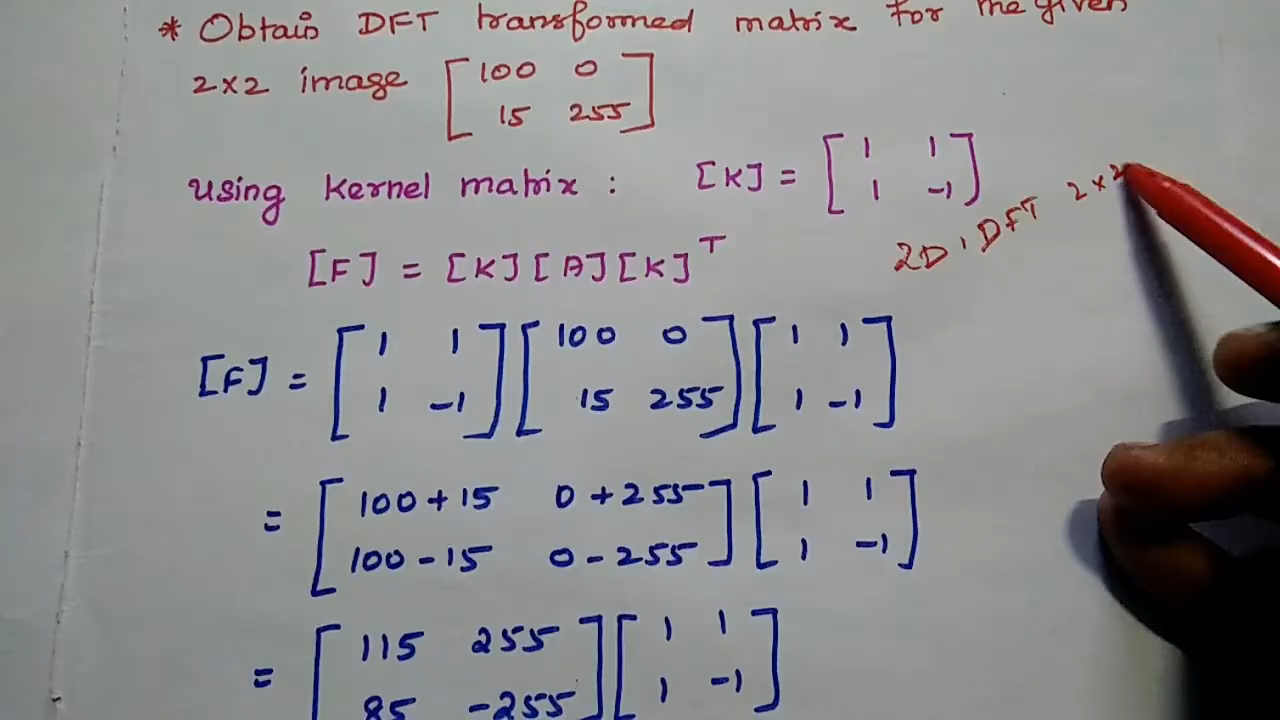 * Obtain DFT transformed matrix for the given
2x2 image [100 0
15 255]
using Kernel matrix : [K] = [1 1
1 -1]
2D, DFT 2x2
[F] = [K][A][K]ᵀ
[F] = [1 1
1 -1] [100 0
15 255] [1 1
1 -1]
= [100+15 0+255
100-15 0-255] [1 1
1 -1]
= [115 255
85 -255] [1 1
1 -1]